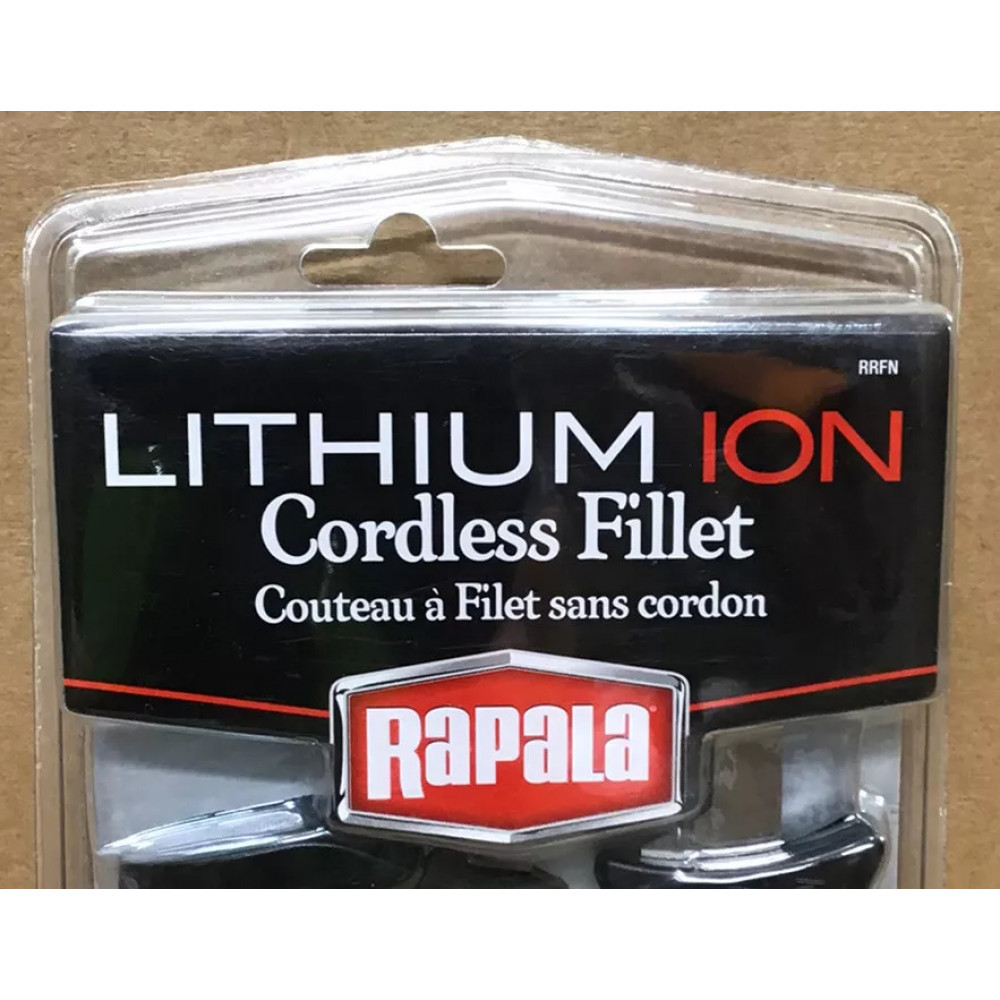 RRFN
LITHIUM ION
Cordless Fillet
Couteau à Filet sans cordon
RAPALA